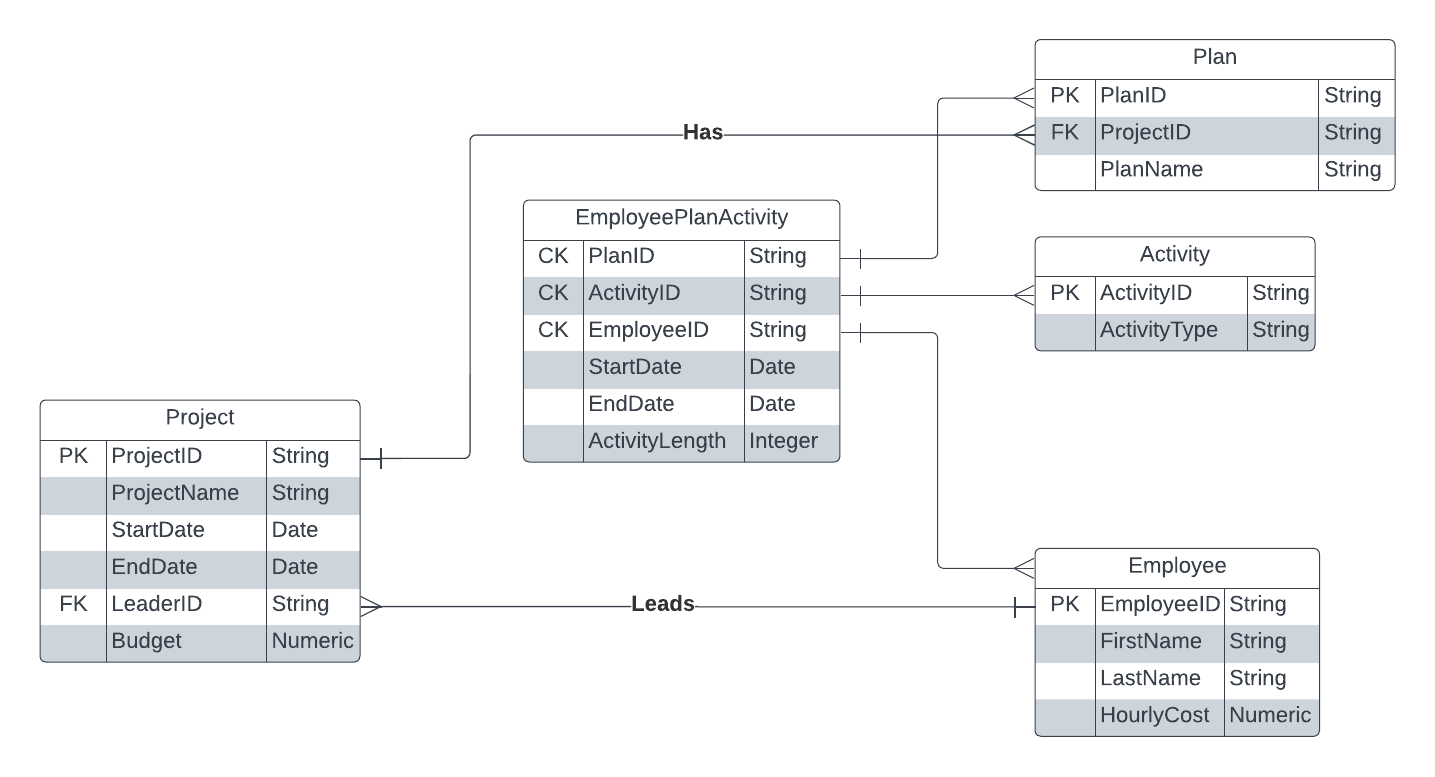 Plan
PK PlanID String
FK ProjectID String
PlanName String
Has
EmployeePlanActivity
CK PlanID String
CK ActivityID String
CK EmployeeID String
StartDate Date
EndDate Date
ActivityLength Integer
Activity
PK ActivityID String
ActivityType String
Project
PK ProjectID String
ProjectName String
StartDate Date
EndDate Date
FK LeaderID String
Budget Numeric
Leads
Employee
PK EmployeeID String
FirstName String
LastName String
HourlyCost Numeric